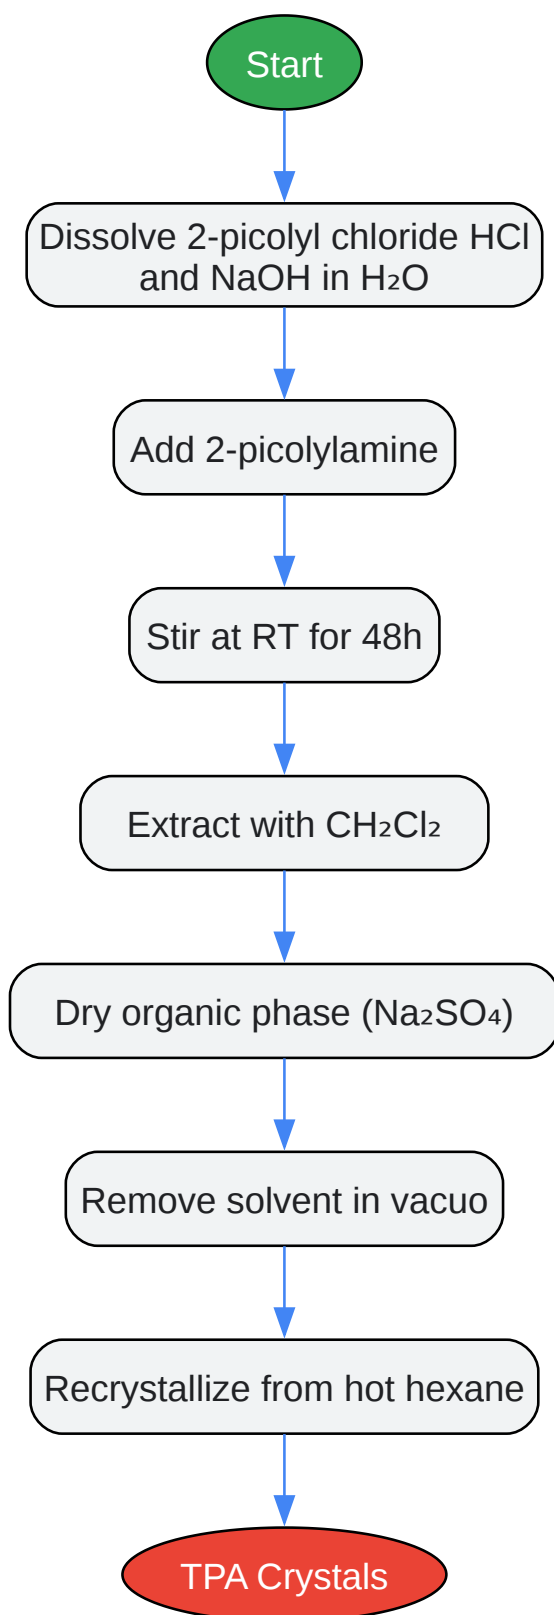 Start
Dissolve 2-picolyl chloride HCl
and NaOH in H₂O
Add 2-picolylamine
Stir at RT for 48h
Extract with CH₂Cl₂
Dry organic phase (Na₂SO₄)
Remove solvent in vacuo
Recrystallize from hot hexane
TPA Crystals